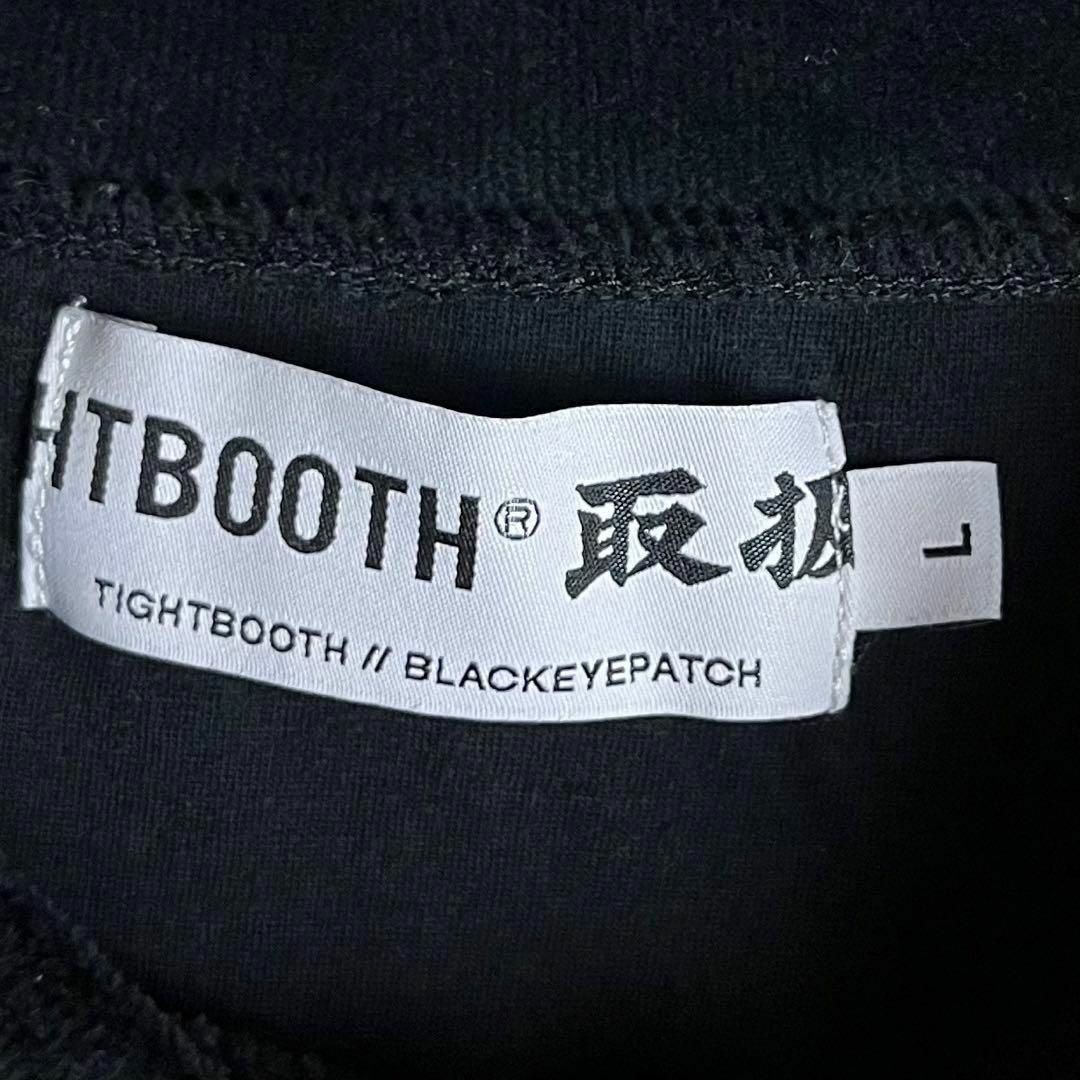 HTBOOTH® 取扱
TIGHTBOOTH // BLACKEYEPATCH
L